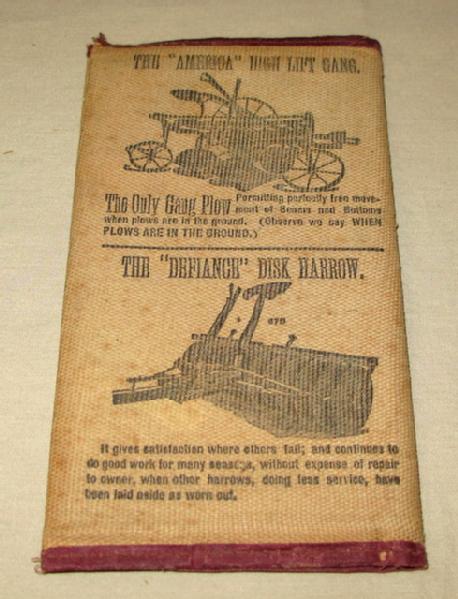 THE "AMERICA" HIGH LIFT GANG.
The Only Gang Plow Permitting perfectly free move-
ment of Beams and Bottoms
when plows are in the ground. (Observe we say WHEN
PLOWS ARE IN THE GROUND.)
THE "DEFIANCE" DISK HARROW.
It gives satisfaction where others fail; and continues to
do good work for many seasons, without expense of repair
to owner, when other harrows, doing less service, have
been laid aside as worn out.